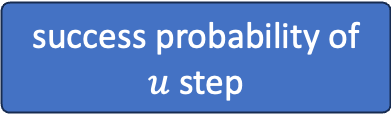 success probability of
𝑢 step